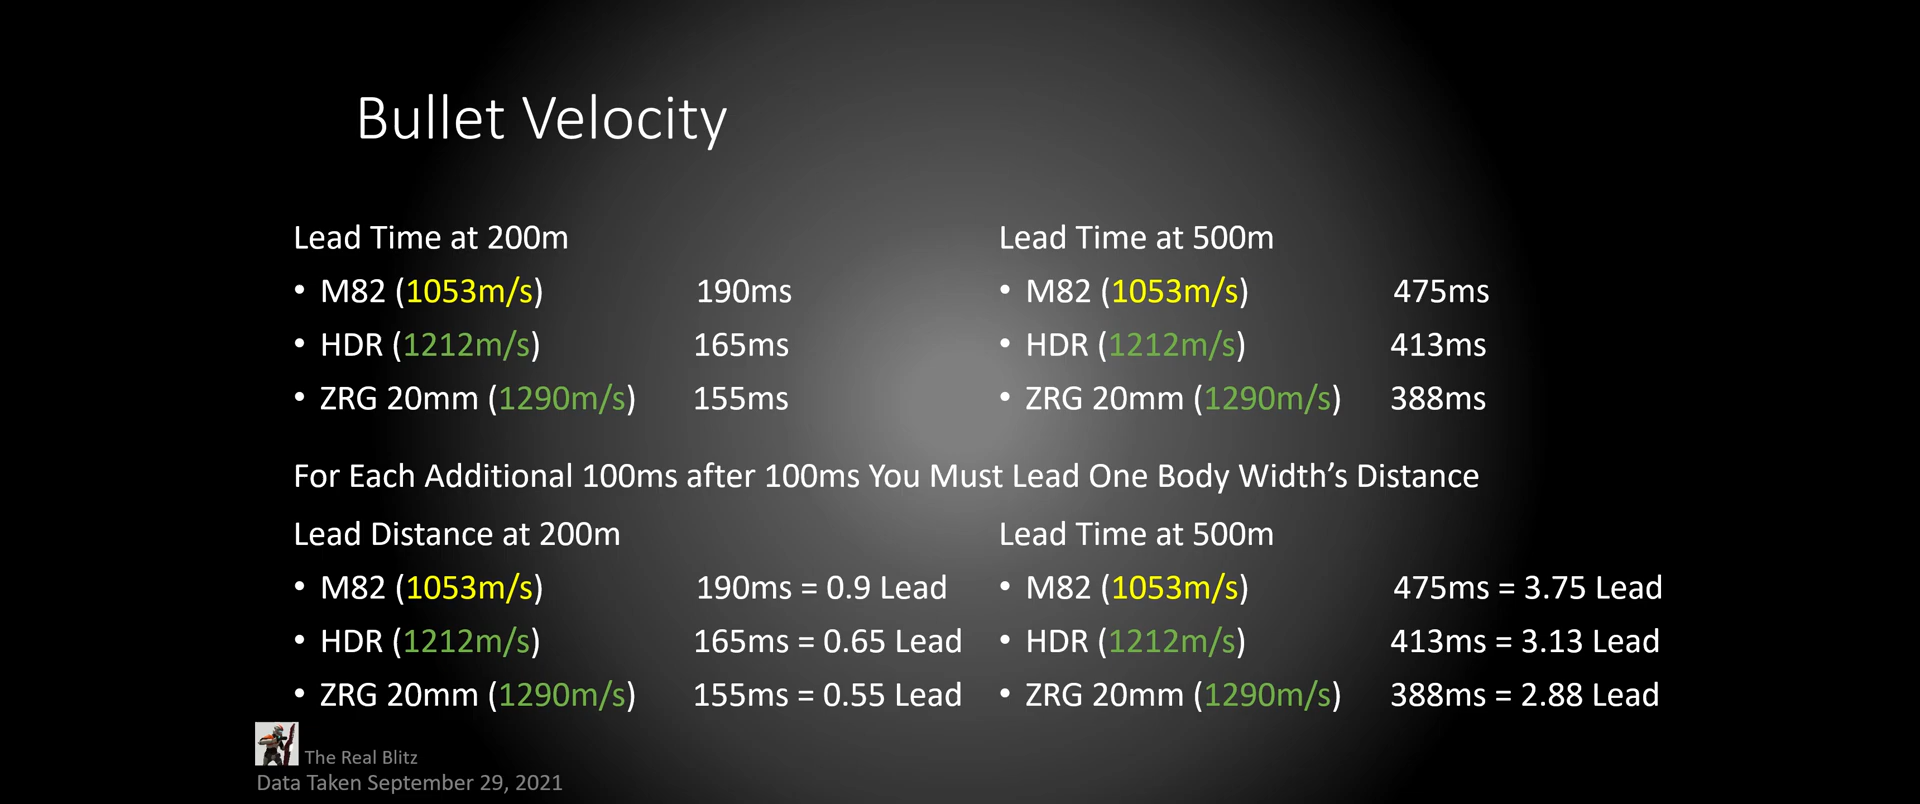 Bullet Velocity
Lead Time at 200m
• M82 (1053m/s) 190ms
• HDR (1212m/s) 165ms
• ZRG 20mm (1290m/s) 155ms
Lead Time at 500m
• M82 (1053m/s) 475ms
• HDR (1212m/s) 413ms
• ZRG 20mm (1290m/s) 388ms
For Each Additional 100ms after 100ms You Must Lead One Body Width’s Distance
Lead Distance at 200m
• M82 (1053m/s) 190ms = 0.9 Lead
• HDR (1212m/s) 165ms = 0.65 Lead
• ZRG 20mm (1290m/s) 155ms = 0.55 Lead
Lead Time at 500m
• M82 (1053m/s) 475ms = 3.75 Lead
• HDR (1212m/s) 413ms = 3.13 Lead
• ZRG 20mm (1290m/s) 388ms = 2.88 Lead
The Real Blitz
Data Taken September 29, 2021